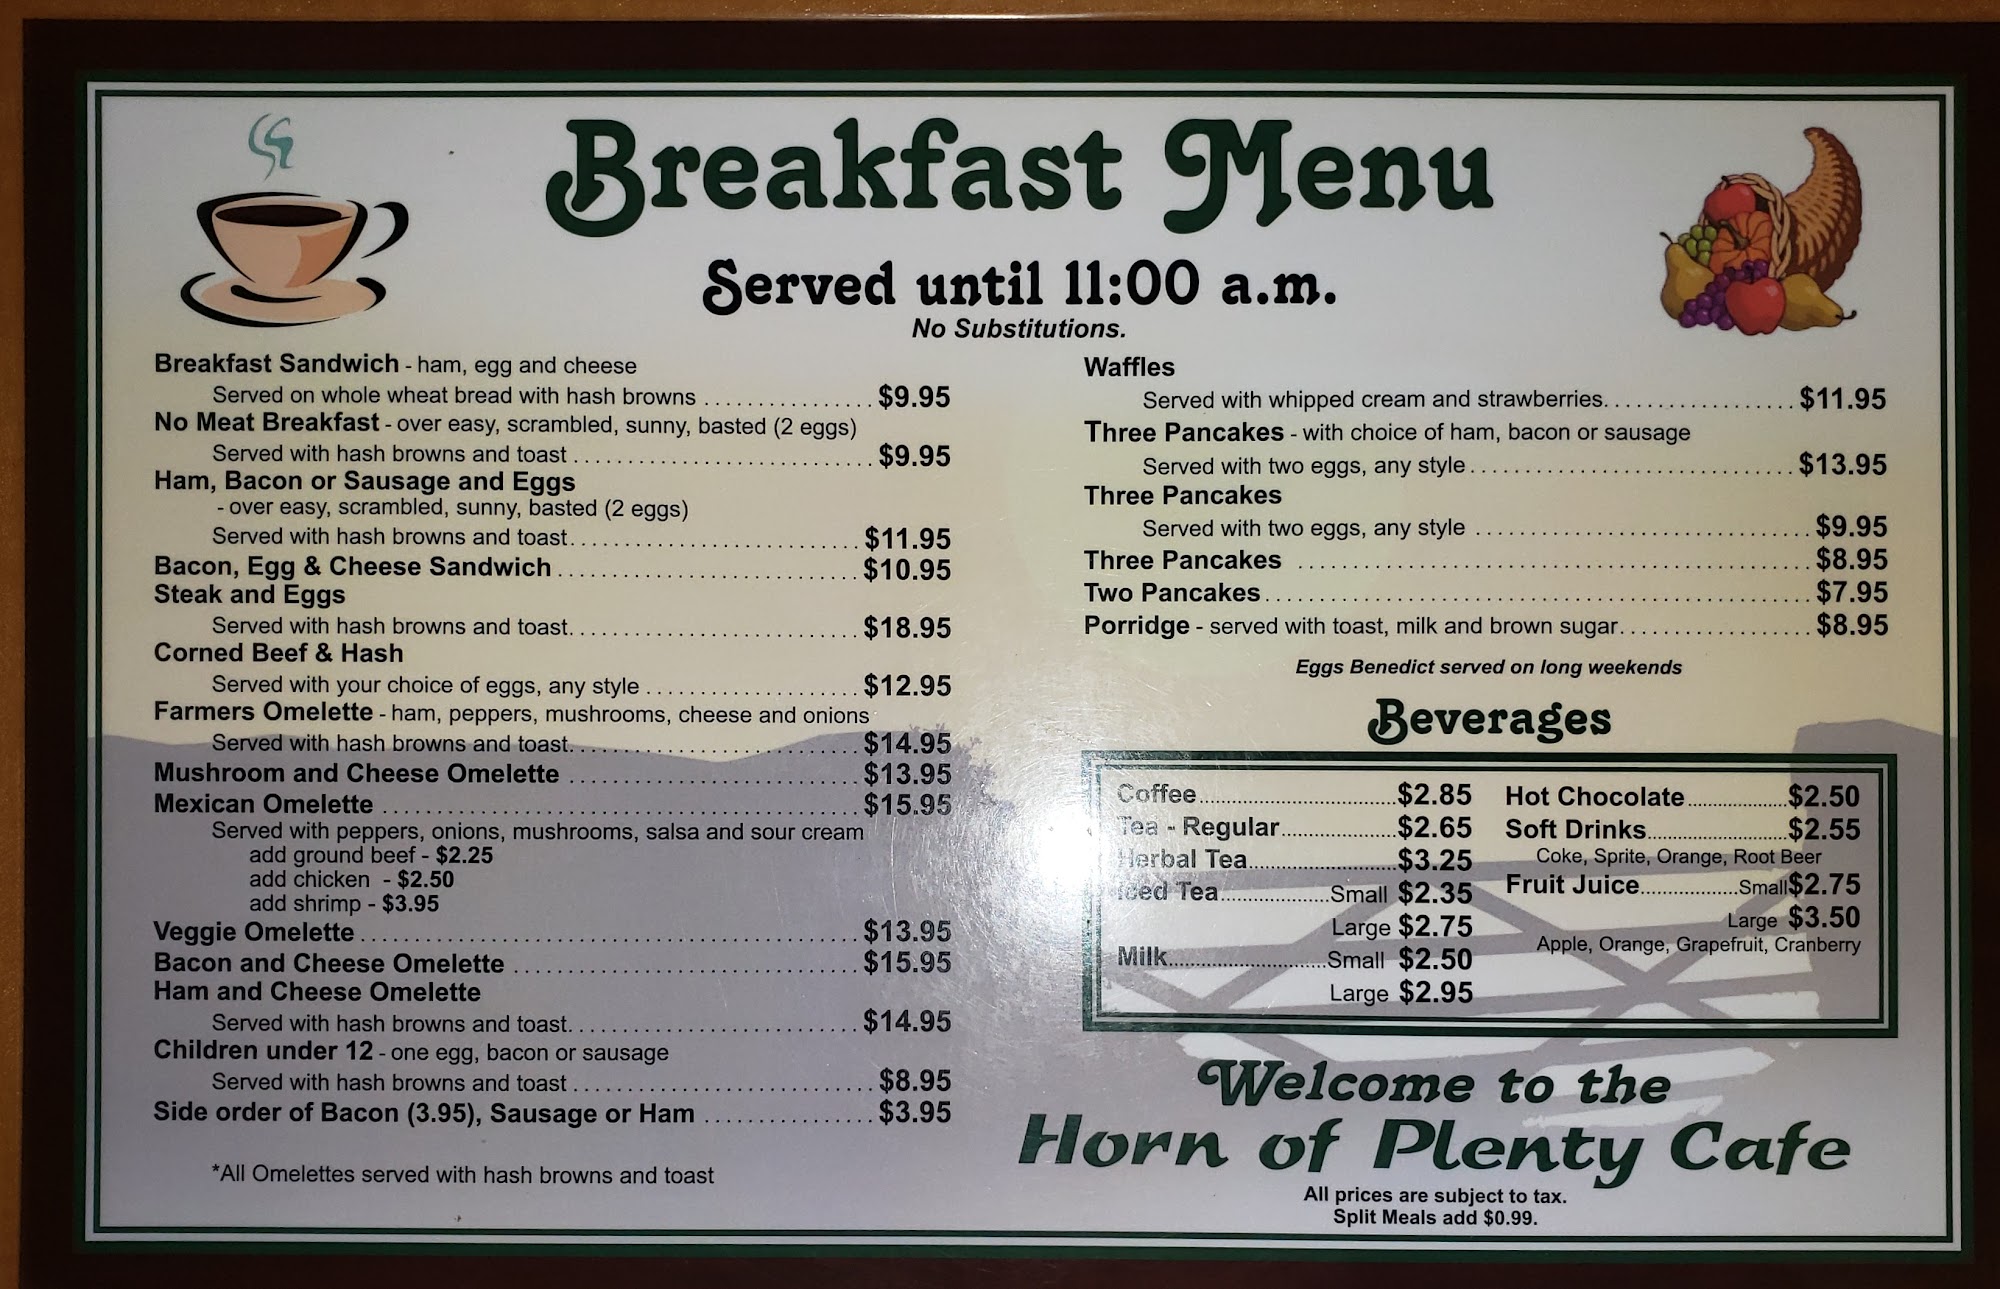 Breakfast Menu
Served until 11:00 a.m.
No Substitutions.
Breakfast Sandwich - ham, egg and cheese
Served on whole wheat bread with hash browns ................ $9.95
No Meat Breakfast - over easy, scrambled, sunny, basted (2 eggs)
Served with hash browns and toast ............................ $9.95
Ham, Bacon or Sausage and Eggs
- over easy, scrambled, sunny, basted (2 eggs)
Served with hash browns and toast............................ $11.95
Bacon, Egg & Cheese Sandwich ............................. $10.95
Steak and Eggs
Served with hash browns and toast............................ $18.95
Corned Beef & Hash
Served with your choice of eggs, any style .................... $12.95
Farmers Omelette - ham, peppers, mushrooms, cheese and onions
Served with hash browns and toast............................ $14.95
Mushroom and Cheese Omelette ............................ $13.95
Mexican Omelette .............................................. $15.95
Served with peppers, onions, mushrooms, salsa and sour cream
add ground beef - $2.25
add chicken - $2.50
add shrimp - $3.95
Veggie Omelette ................................................ $13.95
Bacon and Cheese Omelette ................................. $15.95
Ham and Cheese Omelette
Served with hash browns and toast............................ $14.95
Children under 12 - one egg, bacon or sausage
Served with hash browns and toast ............................ $8.95
Side order of Bacon (3.95), Sausage or Ham ................ $3.95
*All Omelettes served with hash browns and toast
Waffles
Served with whipped cream and strawberries.................. $11.95
Three Pancakes - with choice of ham, bacon or sausage
Served with two eggs, any style ............................... $13.95
Three Pancakes
Served with two eggs, any style ................................ $9.95
Three Pancakes ................................................. $8.95
Two Pancakes .................................................... $7.95
Porridge - served with toast, milk and brown sugar................... $8.95
Eggs Benedict served on long weekends
Beverages
Coffee.......................................$2.85
Tea - Regular.......................$2.65
Herbal Tea.............................$3.25
Iced Tea.....................Small $2.35
Large $2.75
Milk..............................Small $2.50
Large $2.95
Hot Chocolate...................$2.50
Soft Drinks...........................$2.55
Coke, Sprite, Orange, Root Beer
Fruit Juice...................Small $2.75
Large $3.50
Apple, Orange, Grapefruit, Cranberry
Welcome to the
Horn of Plenty Cafe
All prices are subject to tax.
Split Meals add $0.99.